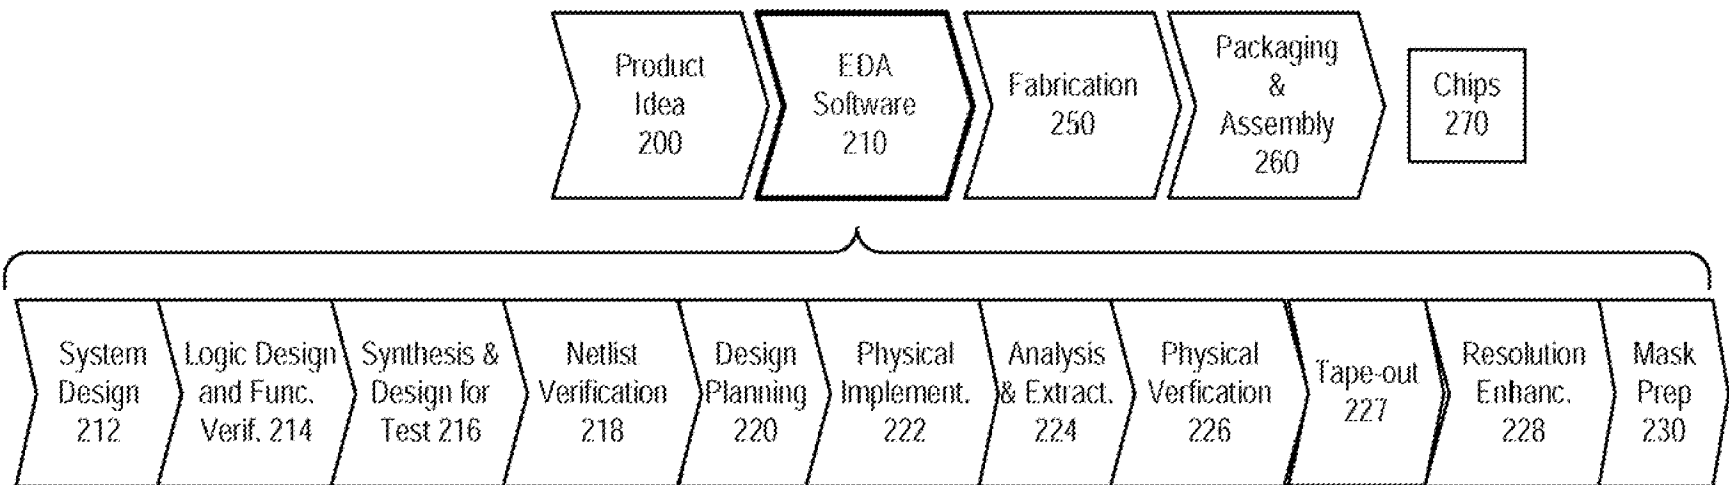 Product
Idea
200
EDA
Software
210
Fabrication
250
Packaging
&
Assembly
260
Chips
270
System
Design
212
Logic Design
and Func.
Verif. 214
Synthesis &
Design for
Test 216
Netlist
Verification
218
Design
Planning
220
Physical
Implement.
222
Analysis
& Extract.
224
Physical
Verfication
226
Tape-out
227
Resolution
Enhanc.
228
Mask
Prep
230